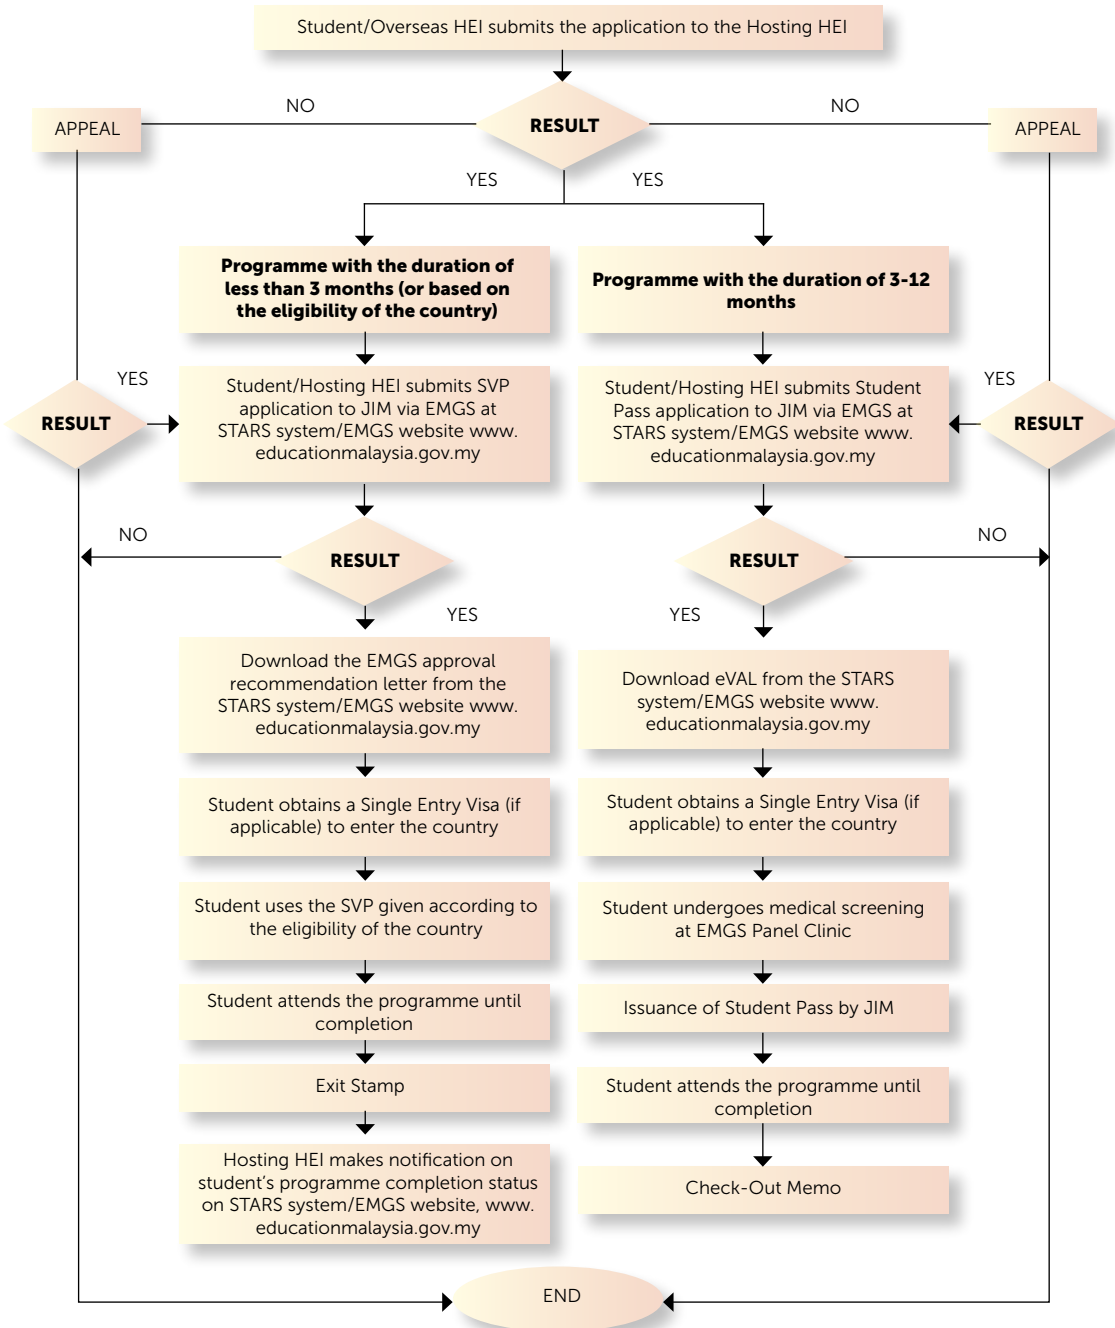 Student/Overseas HEI submits the application to the Hosting HEI
NO
NO
APPEAL
RESULT
APPEAL
YES
YES
Programme with the duration of
less than 3 months (or based on
the eligibility of the country)
Programme with the duration of 3-12
months
YES
YES
RESULT
Student/Hosting HEI submits SVP
application to JIM via EMGS at
STARS system/EMGS website www.
educationmalaysia.gov.my
Student/Hosting HEI submits Student
Pass application to JIM via EMGS at
STARS system/EMGS website www.
educationmalaysia.gov.my
RESULT
NO
NO
RESULT
RESULT
YES
YES
Download the EMGS approval
recommendation letter from the
STARS system/EMGS website www.
educationmalaysia.gov.my
Download eVAL from the STARS
system/EMGS website www.
educationmalaysia.gov.my
Student obtains a Single Entry Visa (if
applicable) to enter the country
Student obtains a Single Entry Visa (if
applicable) to enter the country
Student uses the SVP given according to
the eligibility of the country
Student undergoes medical screening
at EMGS Panel Clinic
Student attends the programme until
completion
Issuance of Student Pass by JIM
Exit Stamp
Student attends the programme until
completion
Hosting HEI makes notification on
student's programme completion status
on STARS system/EMGS website, www.
educationmalaysia.gov.my
Check-Out Memo
END